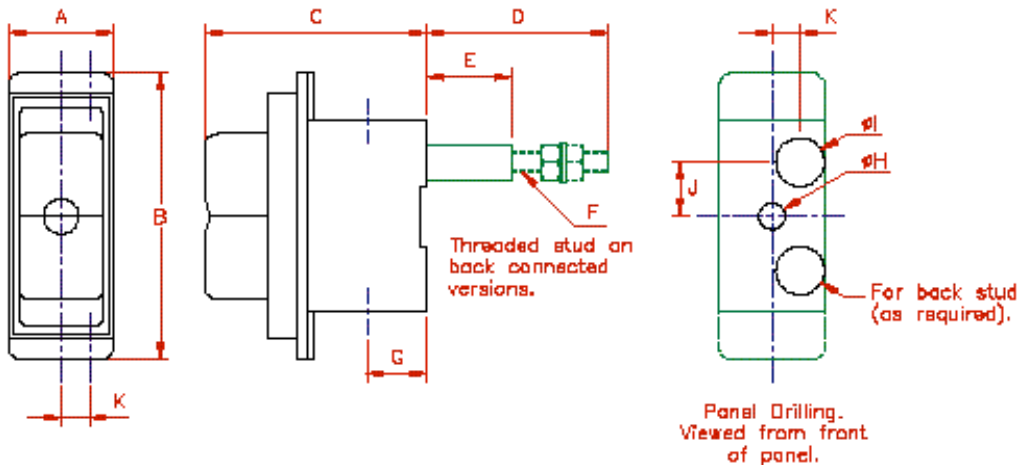 A
C
D
K
E
øI
øH
J
B
F
Threaded stud on
back connected
versions.
For back stud
(as required).
G
K
Panel Drilling.
Viewed from front
of panel.